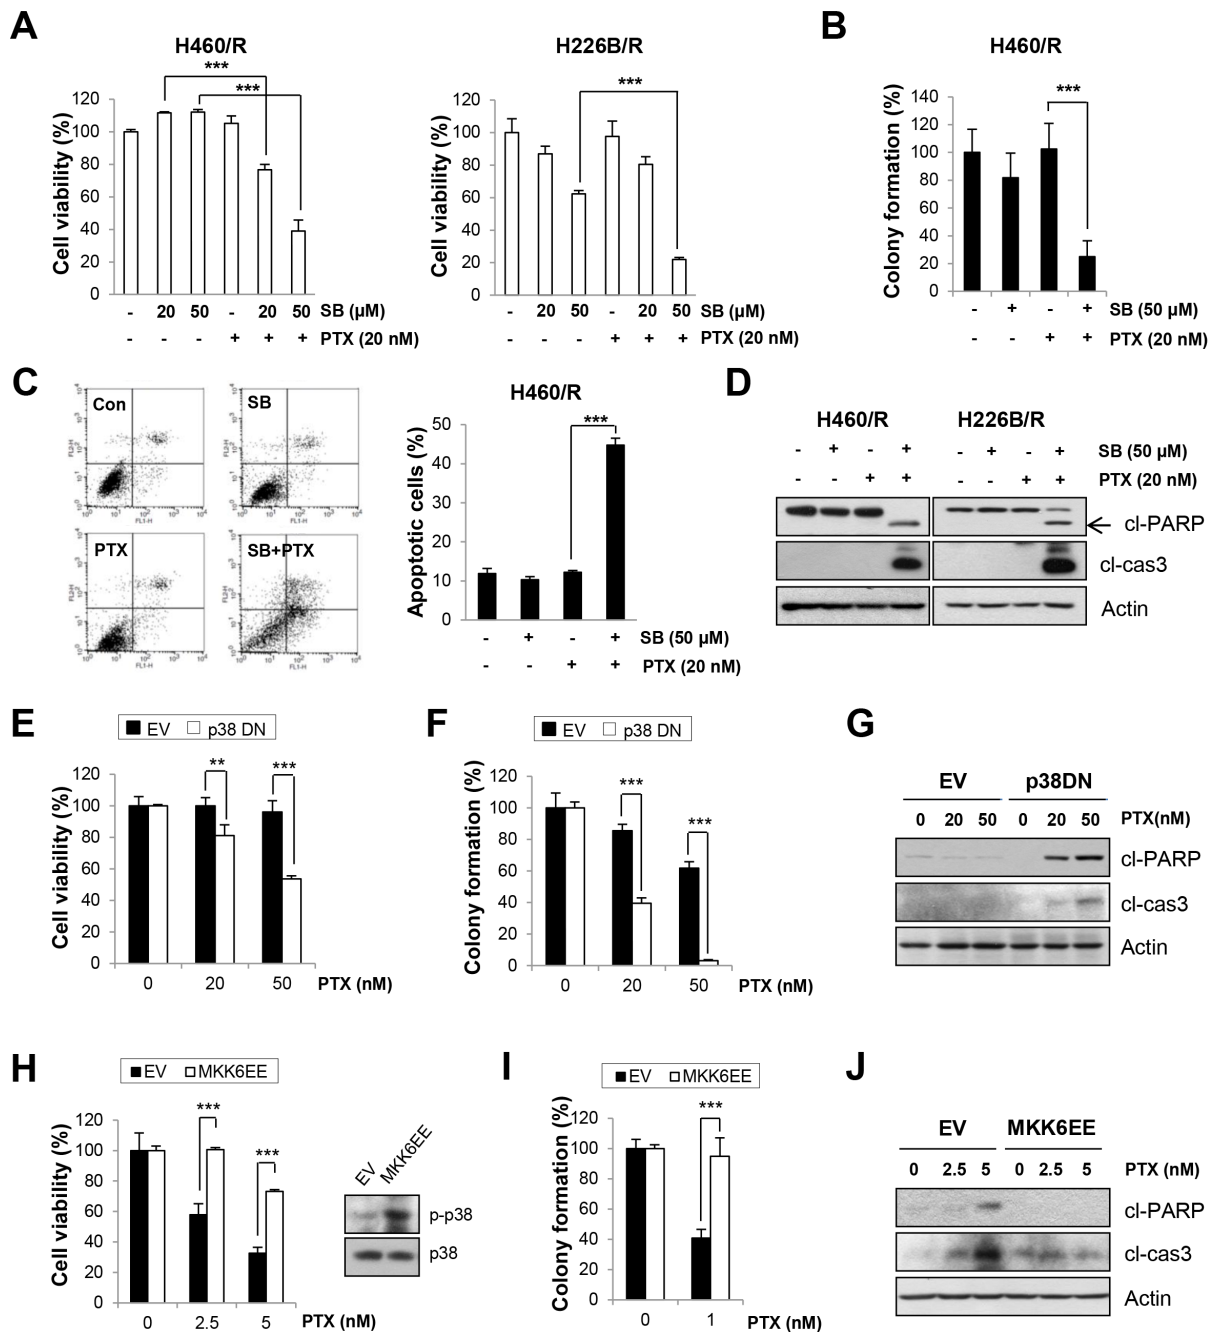 A
H460/R
Cell viability (%)
120
100
80
60
40
20
0
***
***
- 20 50 - 20 50 SB (µM)
- - - + + + PTX (20 nM)
H226B/R
Cell viability (%)
120
100
80
60
40
20
0
***
- 20 50 - 20 50 SB (µM)
- - - + + + PTX (20 nM)
B
H460/R
Colony formation (%)
140
120
100
80
60
40
20
0
***
- + - + SB (50 µM)
- - + + PTX (20 nM)
C
Con
SB
PTX
SB+PTX
FL2-H
FL1-H
FL2-H
FL1-H
FL2-H
FL1-H
FL2-H
FL1-H
H460/R
Apoptotic cells (%)
50
40
30
20
10
0
***
- + - + SB (50 µM)
- - + + PTX (20 nM)
D
H460/R H226B/R
- + - + - + - + SB (50 µM)
- - + + - - + + PTX (20 nM)
cl-PARP
cl-cas3
Actin
E
EV p38 DN
Cell viability (%)
120
100
80
60
40
20
0
**
***
0 20 50 PTX (nM)
F
EV p38 DN
Colony formation (%)
120
100
80
60
40
20
0
***
***
0 20 50 PTX (nM)
G
EV p38DN
0 20 50 0 20 50 PTX(nM)
cl-PARP
cl-cas3
Actin
H
EV MKK6EE
Cell viability (%)
120
100
80
60
40
20
0
***
***
0 2.5 5 PTX (nM)
EV MKK6EE
p-p38
p38
I
EV MKK6EE
Colony formation (%)
120
100
80
60
40
20
0
***
0 1 PTX (nM)
J
EV MKK6EE
0 2.5 5 0 2.5 5 PTX (nM)
cl-PARP
cl-cas3
Actin